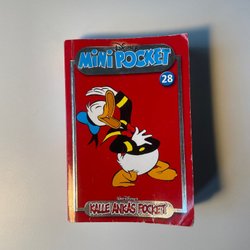 Disney
MINI POCKET
28
Walt Disney's
KALLE ANKAS POCKET